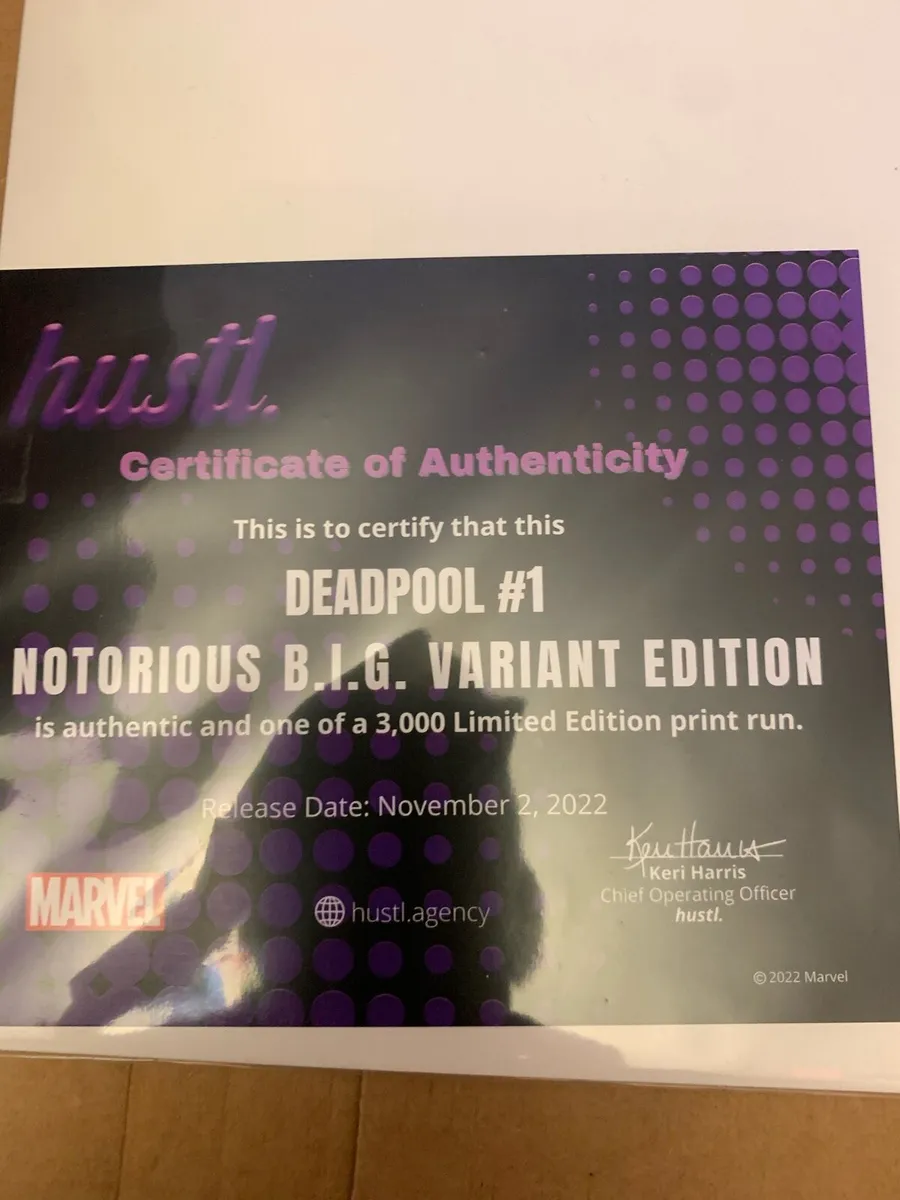 hustl.
Certificate of Authenticity
This is to certify that this
DEADPOOL #1
NOTORIOUS B.I.G. VARIANT EDITION
is authentic and one of a 3,000 Limited Edition print run.
Release Date: November 2, 2022
Keri Harris
Keri Harris
Chief Operating Officer
hustl.
MARVEL
hustl.agency
© 2022 Marvel